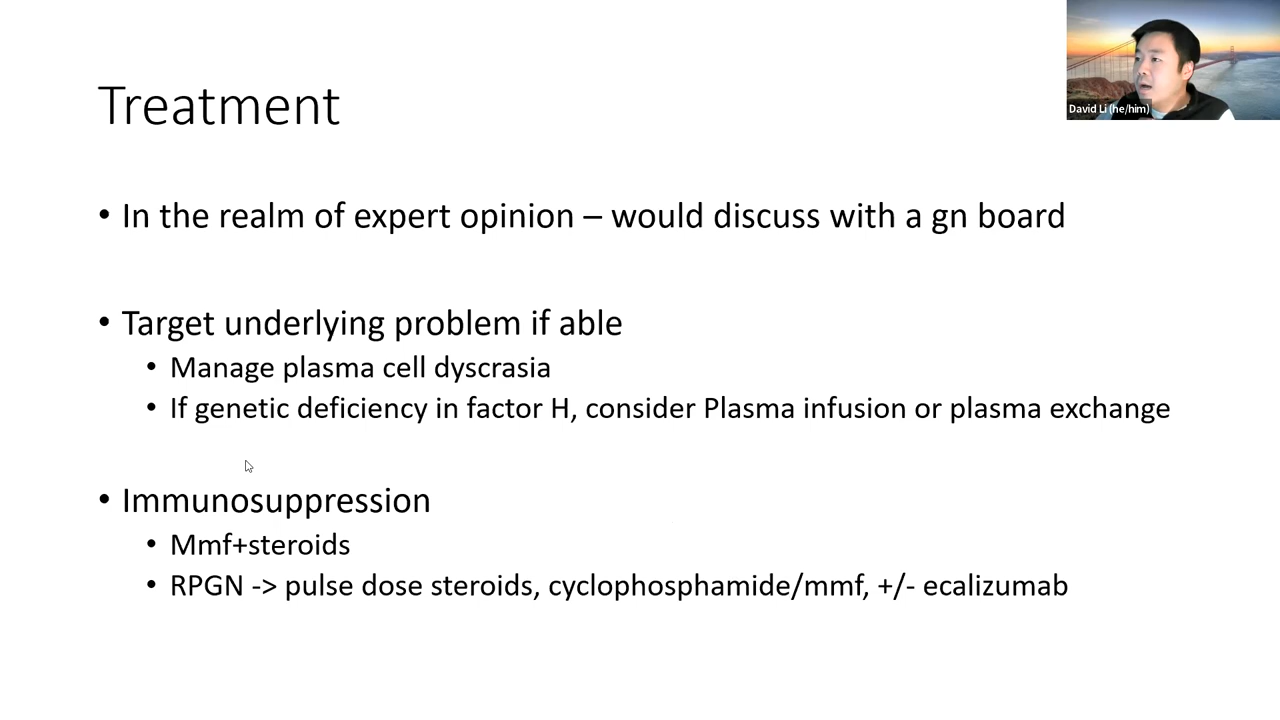 Treatment
David Li (he/him)
• In the realm of expert opinion – would discuss with a gn board
• Target underlying problem if able
• Manage plasma cell dyscrasia
• If genetic deficiency in factor H, consider Plasma infusion or plasma exchange
• Immunosuppression
• Mmf+steroids
• RPGN -> pulse dose steroids, cyclophosphamide/mmf, +/- ecalizumab